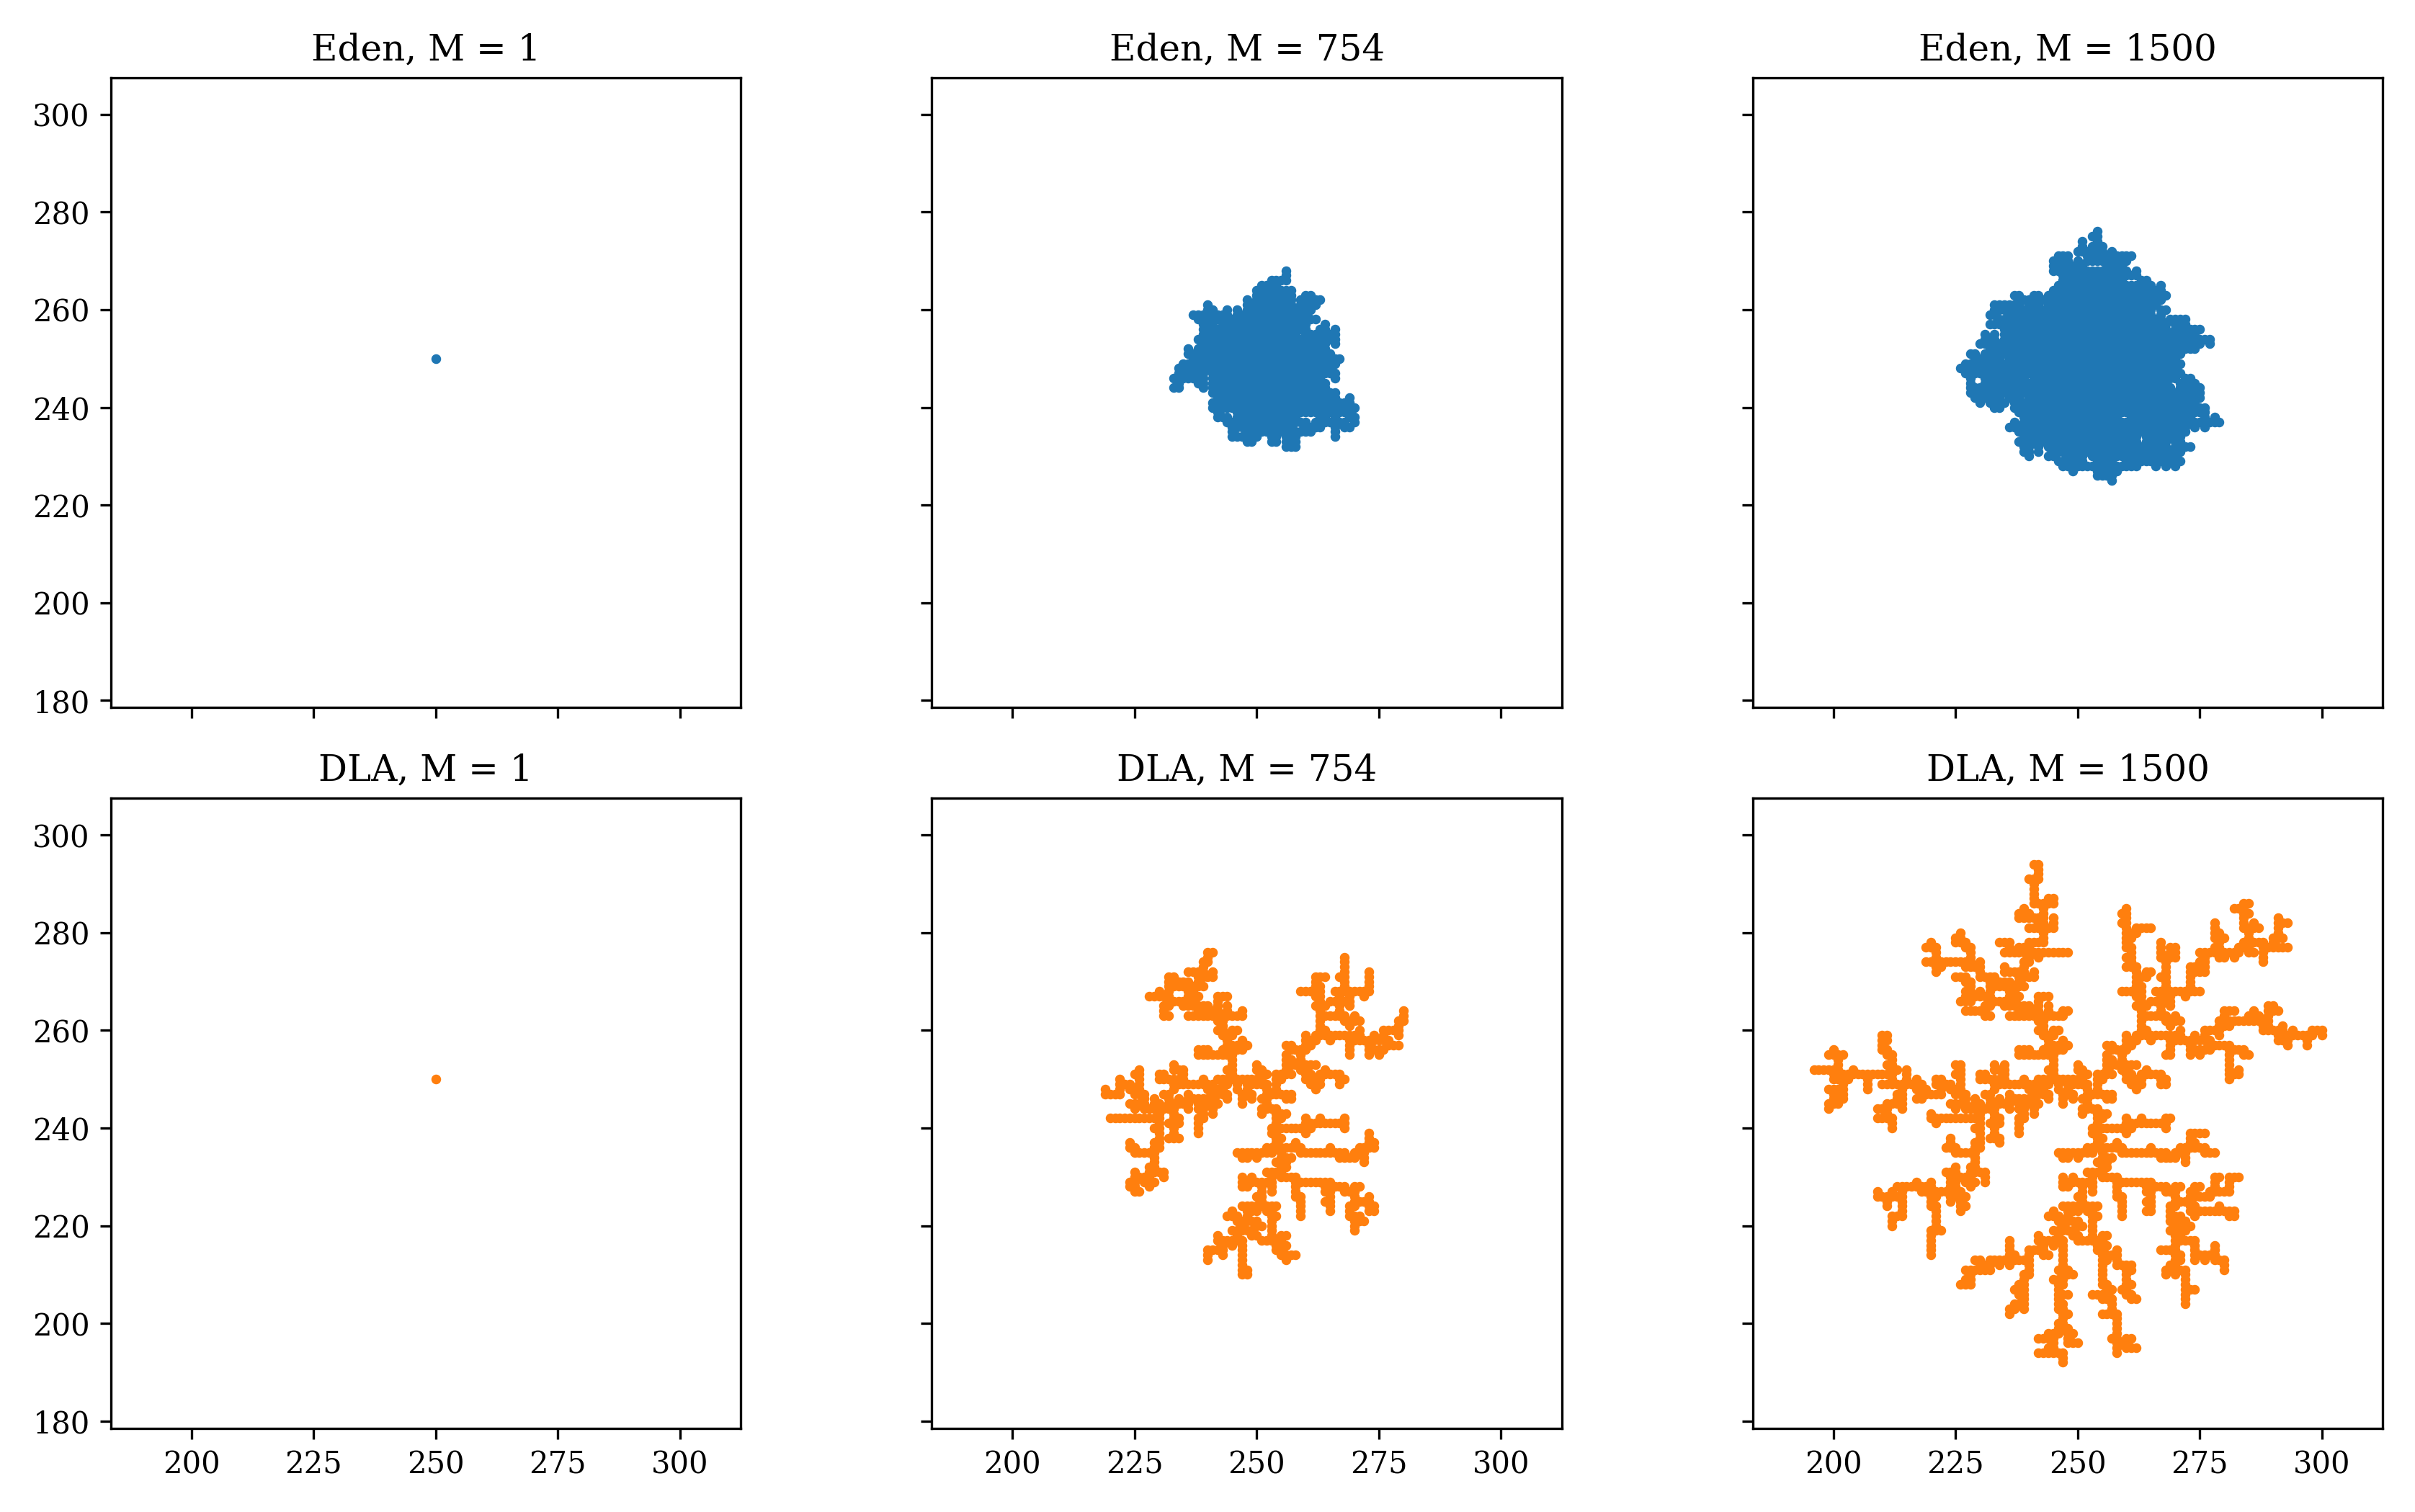 Eden, M = 1
Eden, M = 754
Eden, M = 1500
300
280
260
240
220
200
180
DLA, M = 1
DLA, M = 754
DLA, M = 1500
300
280
260
240
220
200
180
200 225 250 275 300
200 225 250 275 300
200 225 250 275 300